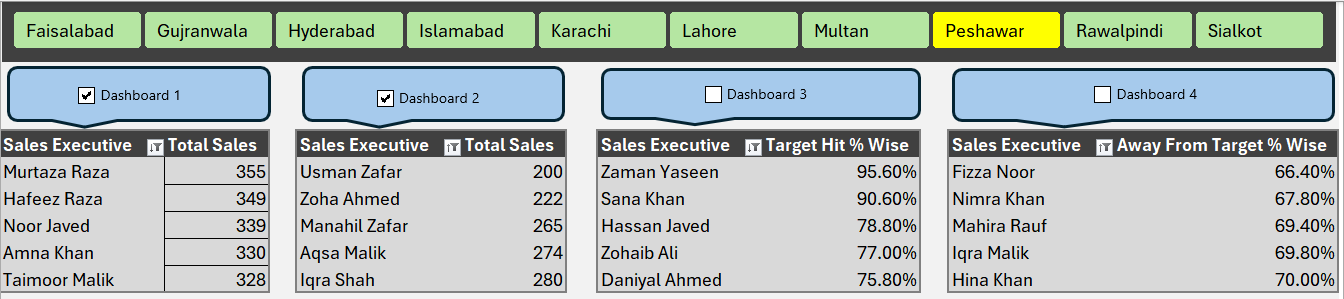 Faisalabad Gujranwala Hyderabad Islamabad Karachi Lahore Multan Peshawar Rawalpindi Sialkot
Dashboard 1 Dashboard 2 Dashboard 3 Dashboard 4
Sales Executive Total Sales Sales Executive Total Sales Sales Executive Target Hit % Wise Sales Executive Away From Target % Wise
Murtaza Raza 355 Usman Zafar 200 Zaman Yaseen 95.60% Fizza Noor 66.40%
Hafeez Raza 349 Zoha Ahmed 222 Sana Khan 90.60% Nimra Khan 67.80%
Noor Javed 339 Manahil Zafar 265 Hassan Javed 78.80% Mahira Rauf 69.40%
Amna Khan 330 Aqsa Malik 274 Zohaib Ali 77.00% Iqra Malik 69.80%
Taimoor Malik 328 Iqra Shah 280 Daniyal Ahmed 75.80% Hina Khan 70.00%